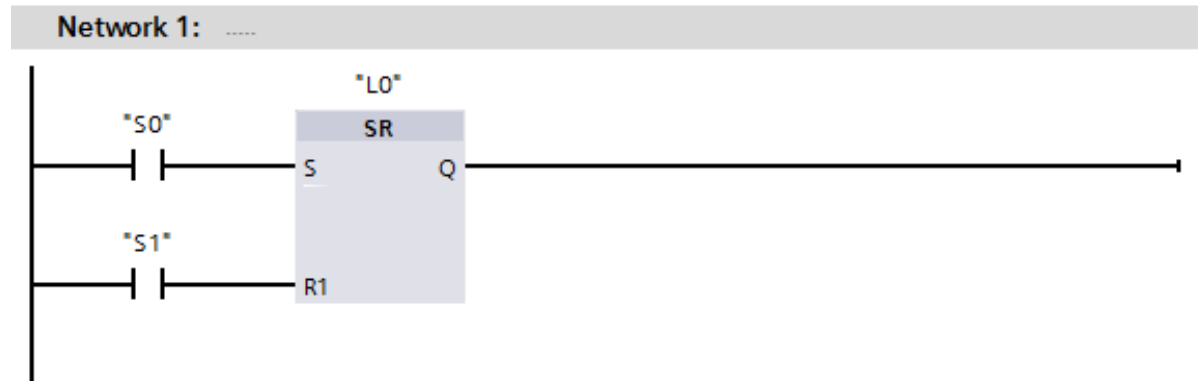 Network 1: .....
"L0"
"S0"
SR
S Q
"S1"
R1